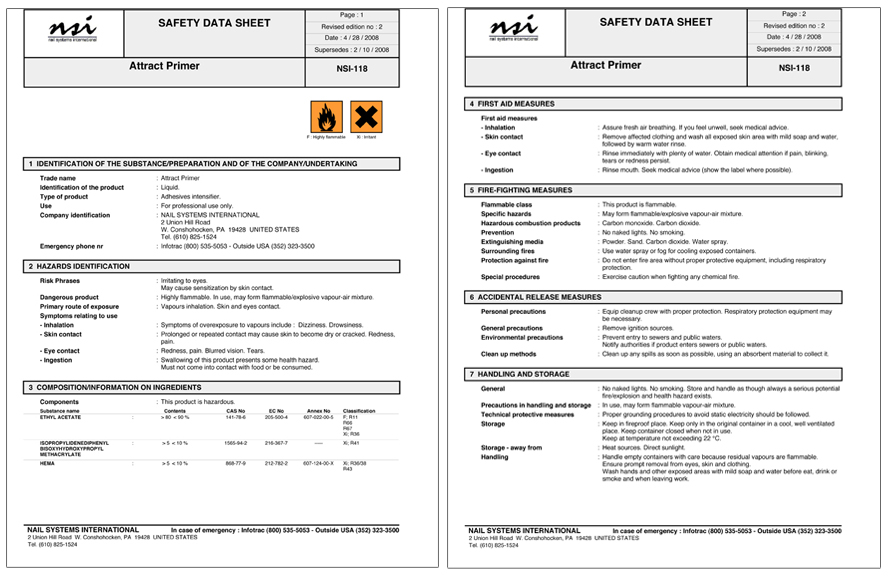 nsi
nail systems international
SAFETY DATA SHEET
Page : 1
Revised edition no : 2
Date : 4 / 28 / 2008
Supersedes : 2 / 10 / 2008
Attract Primer
NSI-118
F : Highly flammable
Xi : Irritant
1 IDENTIFICATION OF THE SUBSTANCE/PREPARATION AND OF THE COMPANY/UNDERTAKING
Trade name : Attract Primer
Identification of the product : Liquid.
Type of product : Adhesives intensifier.
Use : For professional use only.
Company identification : NAIL SYSTEMS INTERNATIONAL
2 Union Hill Road
W. Conshohocken, PA 19428 UNITED STATES
Tel. (610) 825-1524
Emergency phone nr : Infotrac (800) 535-5053 - Outside USA (352) 323-3500
2 HAZARDS IDENTIFICATION
Risk Phrases : Irritating to eyes.
May cause sensitization by skin contact.
Dangerous product : Highly flammable. In use, may form flammable/explosive vapour-air mixture.
Primary route of exposure : Vapours inhalation. Skin and eyes contact.
Symptoms relating to use
- Inhalation : Symptoms of overexposure to vapours include : Dizziness. Drowsiness.
- Skin contact : Prolonged or repeated contact may cause skin to become dry or cracked. Redness,
pain.
- Eye contact : Redness, pain. Blurred vision. Tears.
- Ingestion : Swallowing of this product presents some health hazard.
Must not come into contact with food or be consumed.
3 COMPOSITION/INFORMATION ON INGREDIENTS
Components : This product is hazardous.
Substance name Contents CAS No EC No Annex No Classification
ETHYL ACETATE : > 80 < 90 % 141-78-6 205-500-4 607-022-00-5 F; R11
R66
R67
Xi; R36
ISOPROPYLIDENEDIPHENYL : > 5 < 10 % 1565-94-2 216-367-7 ----- Xi; R41
BISOXYHYDROXYPROPYL
METHACRYLATE
HEMA : > 5 < 10 % 868-77-9 212-782-2 607-124-00-X Xi; R36/38
R43
NAIL SYSTEMS INTERNATIONAL In case of emergency : Infotrac (800) 535-5053 - Outside USA (352) 323-3500
2 Union Hill Road W. Conshohocken, PA 19428 UNITED STATES
Tel. (610) 825-1524
nsi
nail systems international
SAFETY DATA SHEET
Page : 2
Revised edition no : 2
Date : 4 / 28 / 2008
Supersedes : 2 / 10 / 2008
Attract Primer
NSI-118
4 FIRST AID MEASURES
First aid measures
- Inhalation : Assure fresh air breathing. If you feel unwell, seek medical advice.
- Skin contact : Remove affected clothing and wash all exposed skin area with mild soap and water,
followed by warm water rinse.
- Eye contact : Rinse immediately with plenty of water. Obtain medical attention if pain, blinking,
tears or redness persist.
- Ingestion : Rinse mouth. Seek medical advice (show the label where possible).
5 FIRE-FIGHTING MEASURES
Flammable class : This product is flammable.
Specific hazards : May form flammable/explosive vapour-air mixture.
Hazardous combustion products : Carbon monoxide. Carbon dioxide.
Prevention : No naked lights. No smoking.
Extinguishing media : Powder. Sand. Carbon dioxide. Water spray.
Surrounding fires : Use water spray or fog for cooling exposed containers.
Protection against fire : Do not enter fire area without proper protective equipment, including respiratory
protection.
Special procedures : Exercise caution when fighting any chemical fire.
6 ACCIDENTAL RELEASE MEASURES
Personal precautions : Equip cleanup crew with proper protection. Respiratory protection equipment may
be necessary.
General precautions : Remove ignition sources.
Environmental precautions : Prevent entry to sewers and public waters.
Notify authorities if product enters sewers or public waters.
Clean up methods : Clean up any spills as soon as possible, using an absorbent material to collect it.
7 HANDLING AND STORAGE
General : No naked lights. No smoking. Store and handle as though always a serious potential
fire/explosion and health hazard exists.
Precautions in handling and storage : In use, may form flammable vapour-air mixture.
Technical protective measures : Proper grounding procedures to avoid static electricity should be followed.
Storage : Keep in fireproof place. Keep only in the original container in a cool, well ventilated
place. Keep container closed when not in use.
Keep at temperature not exceeding 22 °C.
Storage - away from : Heat sources. Direct sunlight.
Handling : Handle empty containers with care because residual vapours are flammable.
Ensure prompt removal from eyes, skin and clothing.
Wash hands and other exposed areas with mild soap and water before eat, drink or
smoke and when leaving work.
NAIL SYSTEMS INTERNATIONAL In case of emergency : Infotrac (800) 535-5053 - Outside USA (352) 323-3500
2 Union Hill Road W. Conshohocken, PA 19428 UNITED STATES
Tel. (610) 825-1524